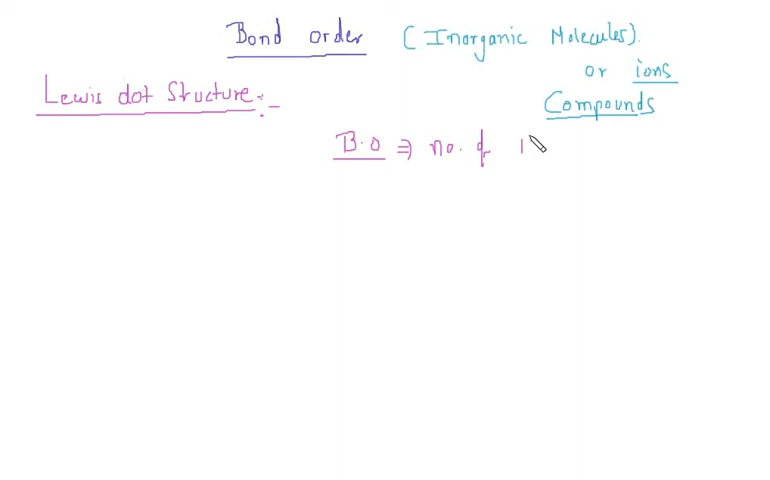 Bond order (Inorganic Molecules).
or ions
Lewis dot Structure :-
Compounds
B.O ⇒ no. of